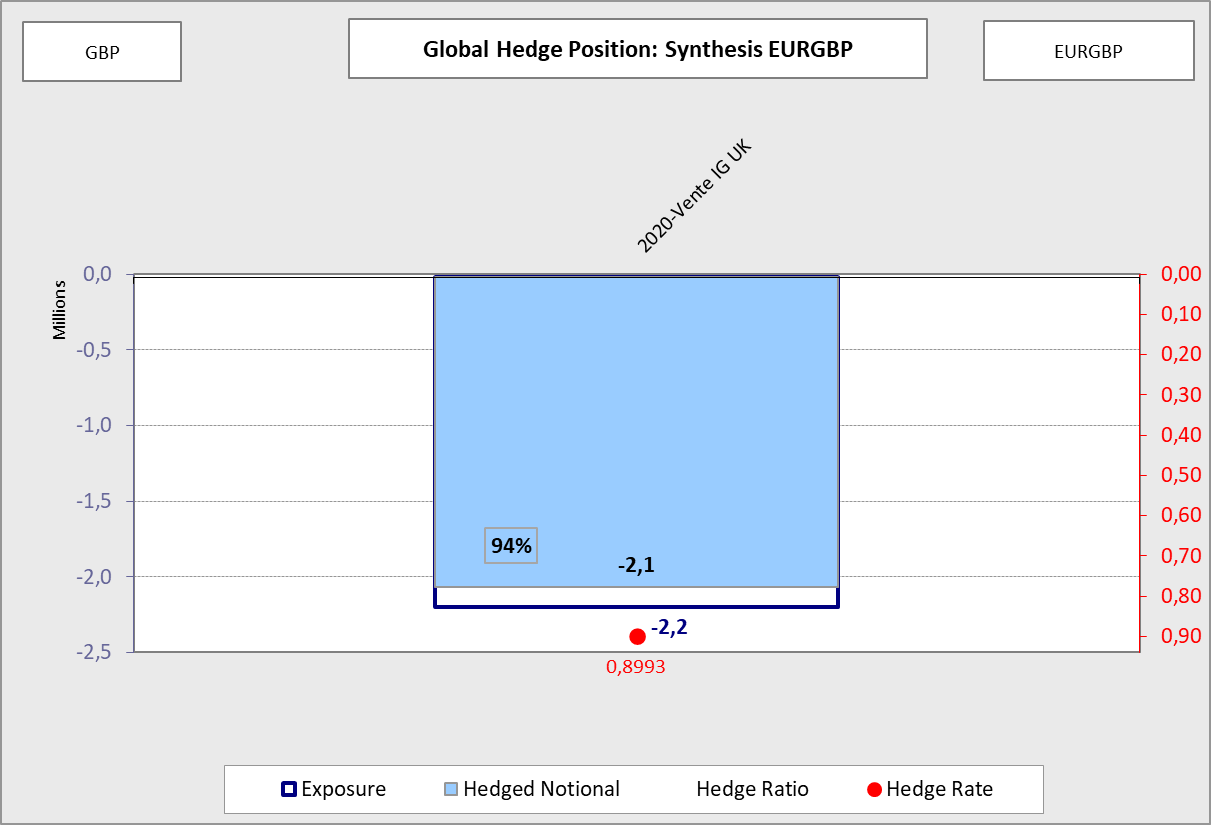 GBP
Global Hedge Position: Synthesis EURGBP
EURGBP
2020-Vente IG UK
Millions
0,0
-0,5
-1,0
-1,5
-2,0
-2,5
0,00
0,10
0,20
0,30
0,40
0,50
0,60
0,70
0,80
0,90
94%
-2,1
-2,2
0,8993
Exposure
Hedged Notional
Hedge Ratio
Hedge Rate